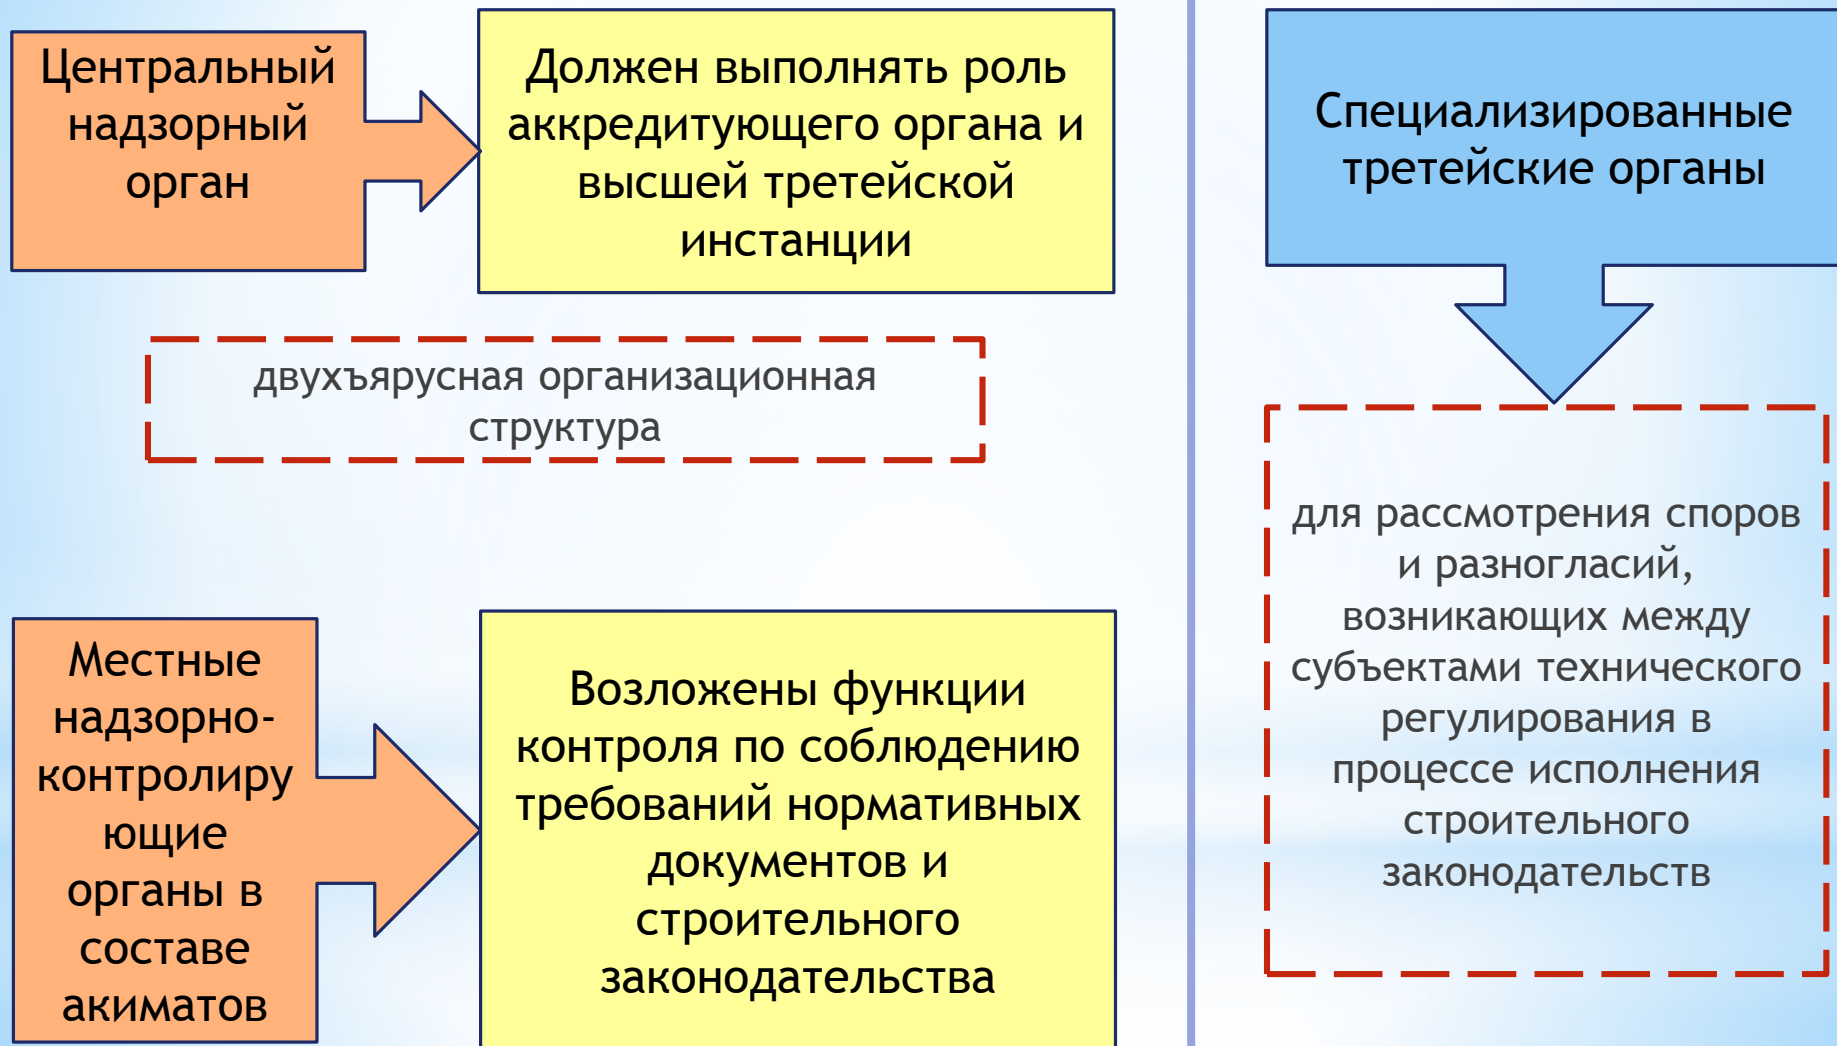 Центральный
надзорный
орган
Должен выполнять роль
аккредитующего органа и
высшей третейской
инстанции
двухъярусная организационная
структура
Местные
надзорно-
контролиру
ющие
органы в
составе
акиматов
Возложены функции
контроля по соблюдению
требований нормативных
документов и
строительного
законодательства
Специализированные
третейские органы
для рассмотрения споров
и разногласий,
возникающих между
субъектами технического
регулирования в
процессе исполнения
строительного
законодательств